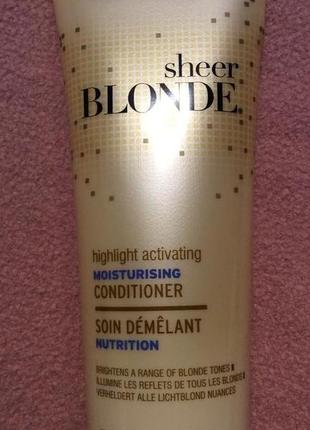 sheer
BLONDE.
highlight activating
MOISTURISING
CONDITIONER
SOIN DÉMÊLANT
NUTRITION
BRIGHTENS A RANGE OF BLONDE TONES
ILLUMINE LES REFLETS DE TOUS LES BLONDS
VERHELDERT ALLE LICHTBLOND NUANCES